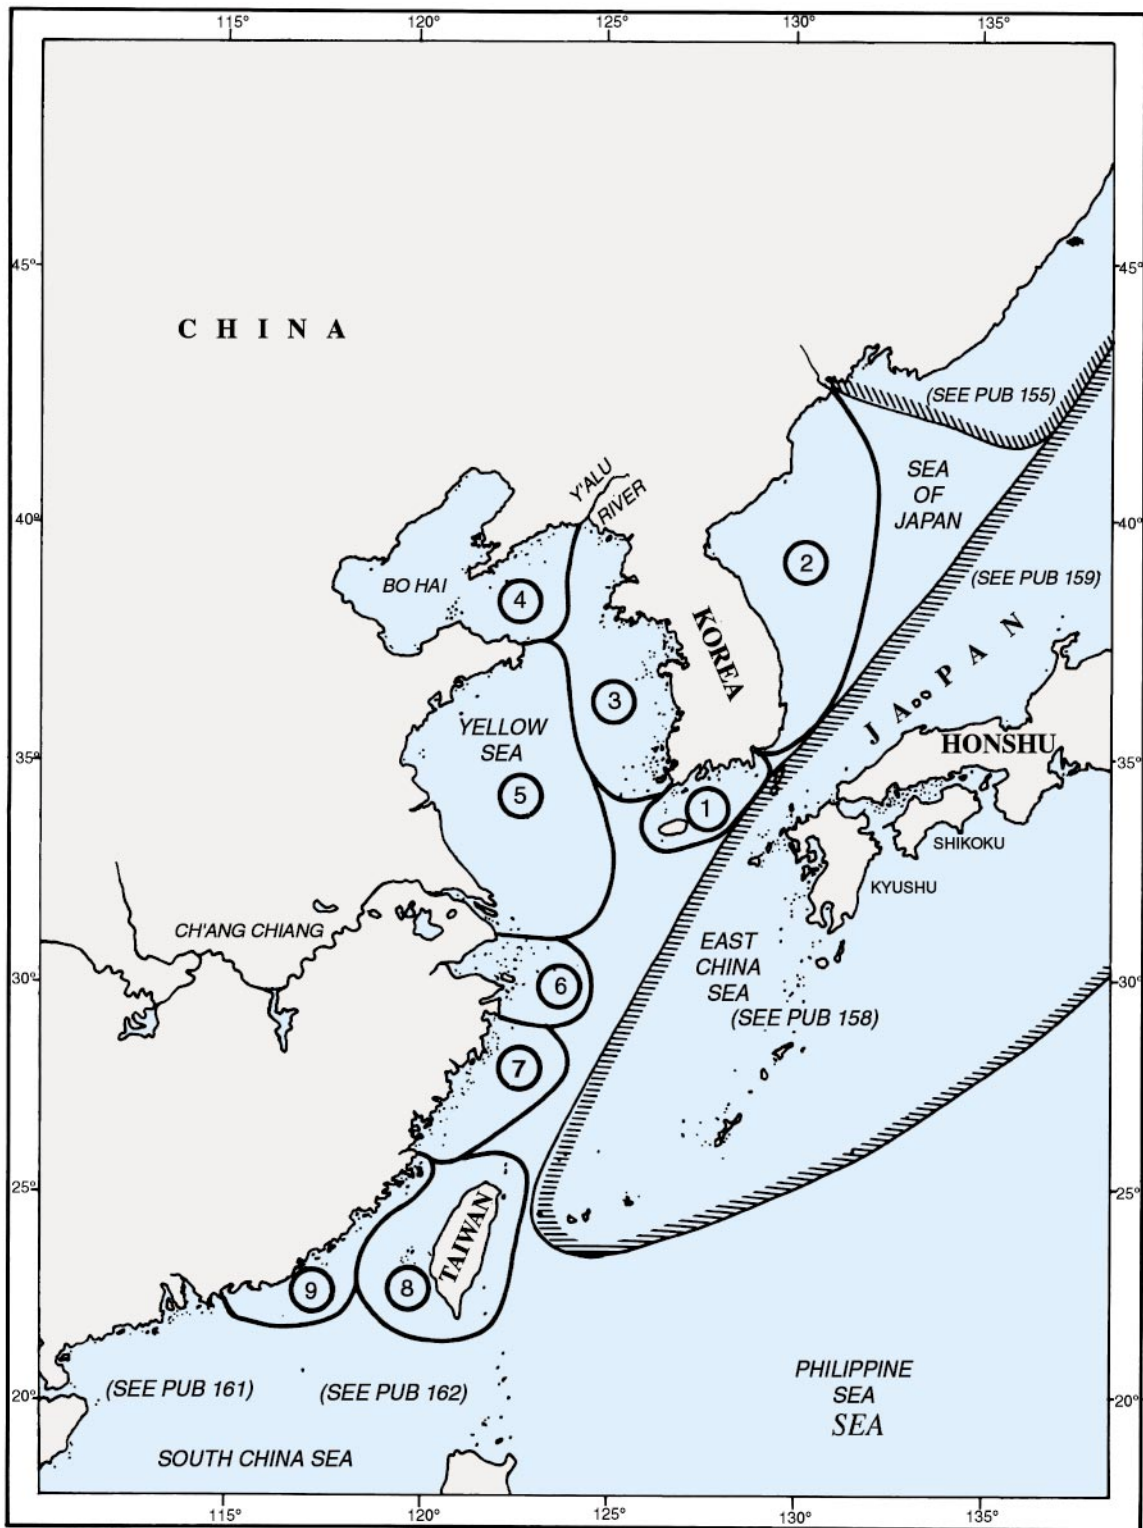 115° 120° 125° 130° 135°
45° 45°
CHINA
(SEE PUB 155)
SEA
OF
JAPAN
Y'ALU
RIVER
40° 40°
BO HAI
4
2
(SEE PUB 159)
KOREA
JAPAN
3
YELLOW
SEA
HONSHU
35° 35°
5
1
SHIKOKU
KYUSHU
CH'ANG CHIANG
EAST
CHINA
SEA
(SEE PUB 158)
30° 30°
6
7
25° 25°
TAIWAN
9
8
(SEE PUB 161)
(SEE PUB 162)
PHILIPPINE
SEA
SEA
20° 20°
SOUTH CHINA SEA
115° 120° 125° 130° 135°